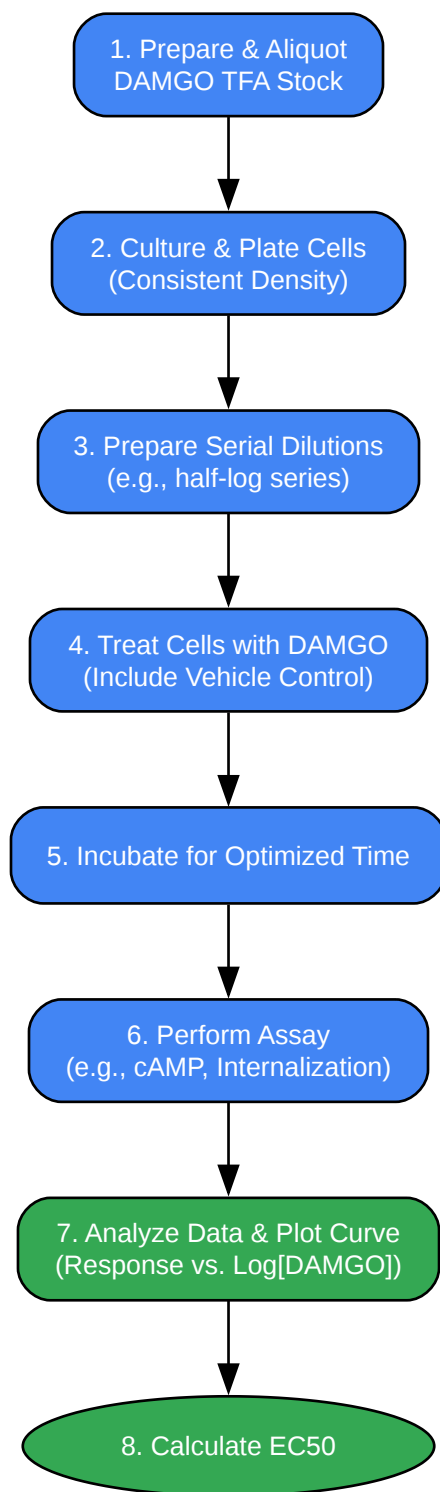 1. Prepare & Aliquot
DAMGO TFA Stock
2. Culture & Plate Cells
(Consistent Density)
3. Prepare Serial Dilutions
(e.g., half-log series)
4. Treat Cells with DAMGO
(Include Vehicle Control)
5. Incubate for Optimized Time
6. Perform Assay
(e.g., cAMP, Internalization)
7. Analyze Data & Plot Curve
(Response vs. Log[DAMGO])
8. Calculate EC50